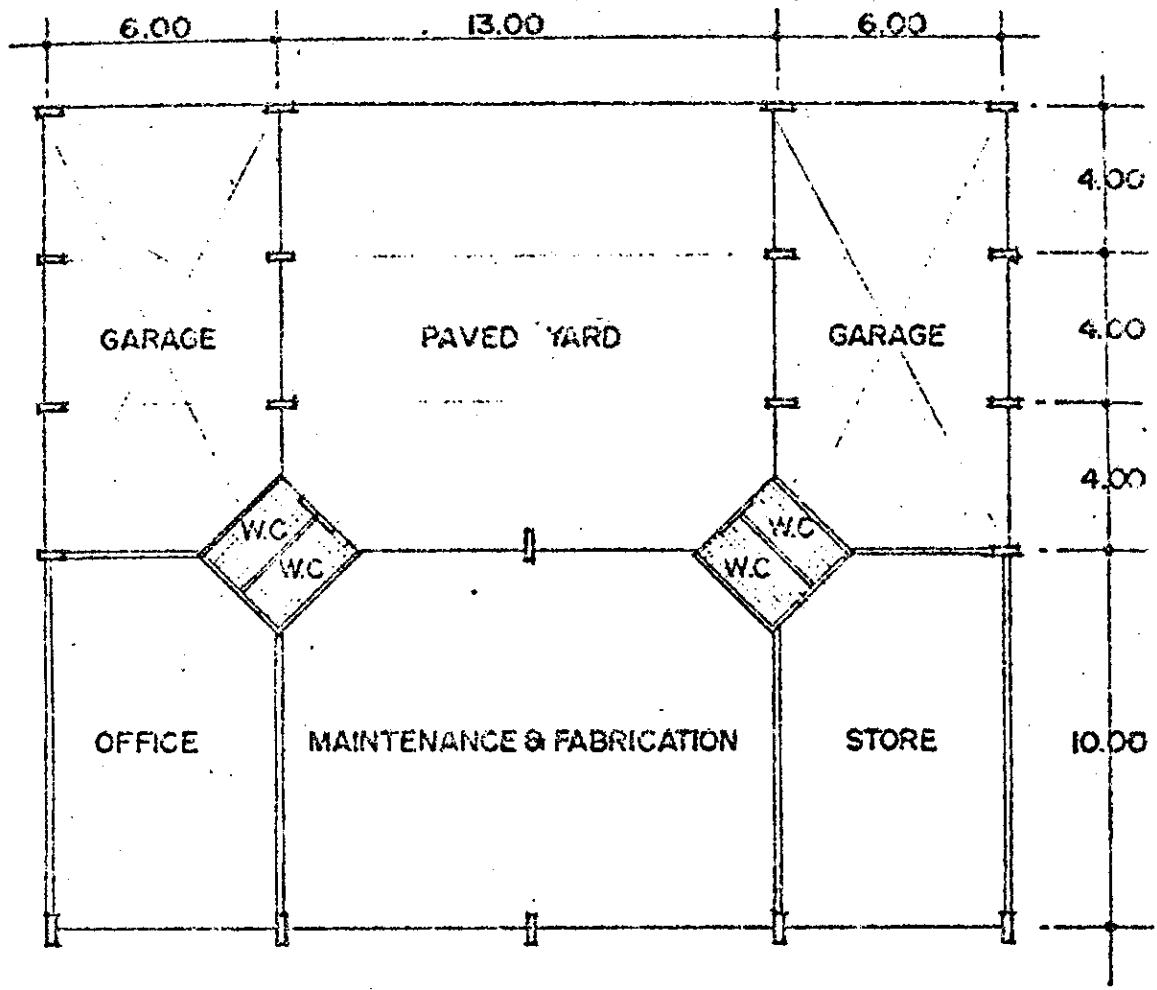 6.00 13.00 6.00
4.00
GARAGE PAVED YARD GARAGE
4.00
4.00
W.C W.C
W.C W.C
OFFICE MAINTENANCE & FABRICATION STORE
10.00